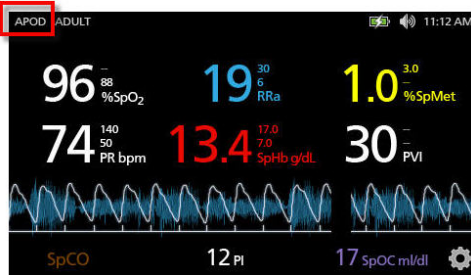 APOD ADULT 11:12 AM
96 – 88 %SpO₂ 19 30 6 RRa 1.0 3.0 – %SpMet
74 140 50 PR bpm 13.4 17.0 7.0 SpHb g/dL 30 – – PVI
SpCO 12 PI 17 SpOC ml/dl